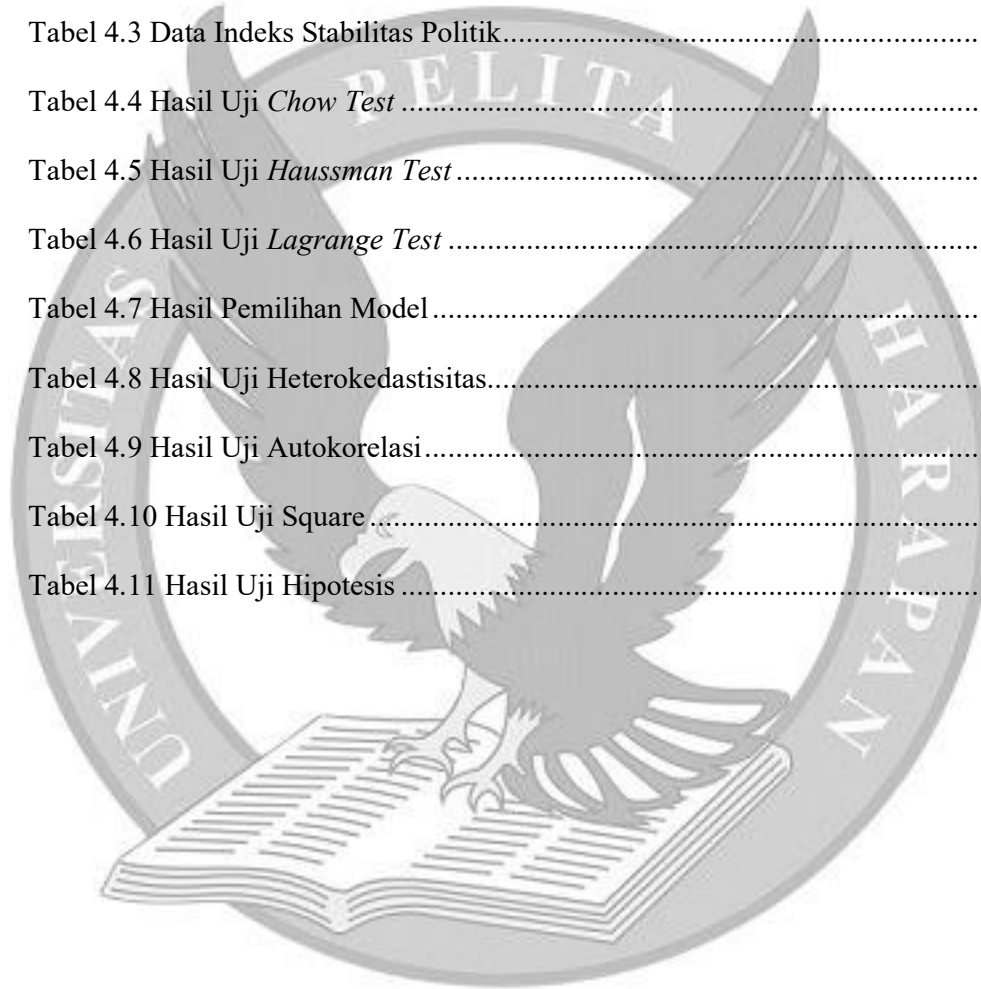 Tabel 4.3 Data Indeks Stabilitas Politik.................................................................
Tabel 4.4 Hasil Uji Chow Test..............................................................................
Tabel 4.5 Hasil Uji Haussman Test.......................................................................
Tabel 4.6 Hasil Uji Lagrange Test........................................................................
Tabel 4.7 Hasil Pemilihan Model..........................................................................
Tabel 4.8 Hasil Uji Heterokedastisitas...................................................................
Tabel 4.9 Hasil Uji Autokorelasi...........................................................................
Tabel 4.10 Hasil Uji Square..................................................................................
Tabel 4.11 Hasil Uji Hipotesis..............................................................................
UNIVERSITAS PELITA HARAPAN